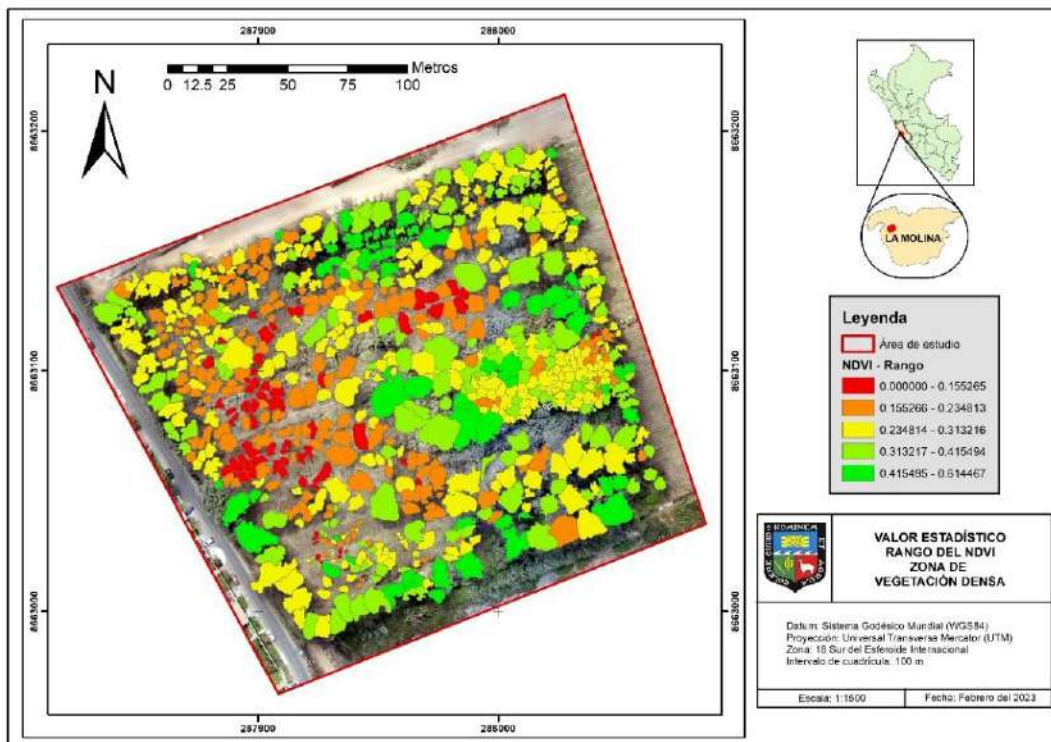 287900
288000
N
Metros
0 12.5 25 50 75 100
8663200
8663200
8663100
8663100
8663000
8663000
287900
288000
LA MOLINA
Leyenda
Área de estudio
NDVI - Rango
0.000000 - 0.155265
0.155266 - 0.234813
0.234814 - 0.313216
0.313217 - 0.415494
0.415495 - 0.614467
VALOR ESTADÍSTICO
RANGO DEL NDVI
ZONA DE
VEGETACIÓN DENSA
Datum: Sistema Godésico Mundial (WGS84)
Proyección: Universal Transverse Mercator (UTM)
Zona: 18 Sur del Esferoide Internacional
Intervalo de cuadrícula: 100 m
Escala: 1:1500
Fecha: Febrero del 2023